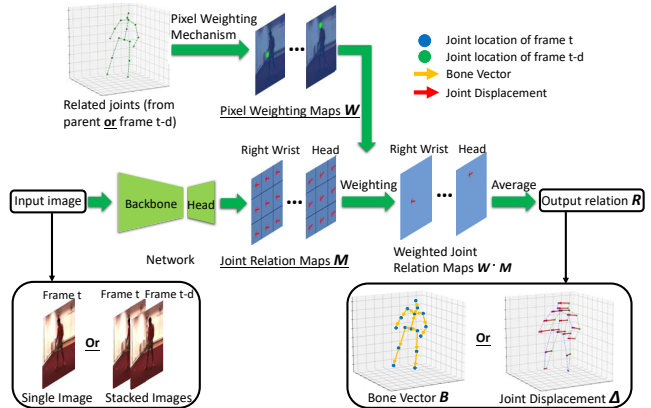 Pixel Weighting
Mechanism
Related joints (from
parent or frame t-d)
Pixel Weighting Maps W
Joint location of frame t
Joint location of frame t-d
Bone Vector
Joint Displacement
Right Wrist Head
Right Wrist Head
Input image
Backbone
Head
Weighting
Average
Output relation R
Network
Joint Relation Maps M
Weighted Joint
Relation Maps W · M
Frame t
Frame t Frame t-d
Or
Single Image
Stacked Images
Or
Bone Vector B
Joint Displacement Δ